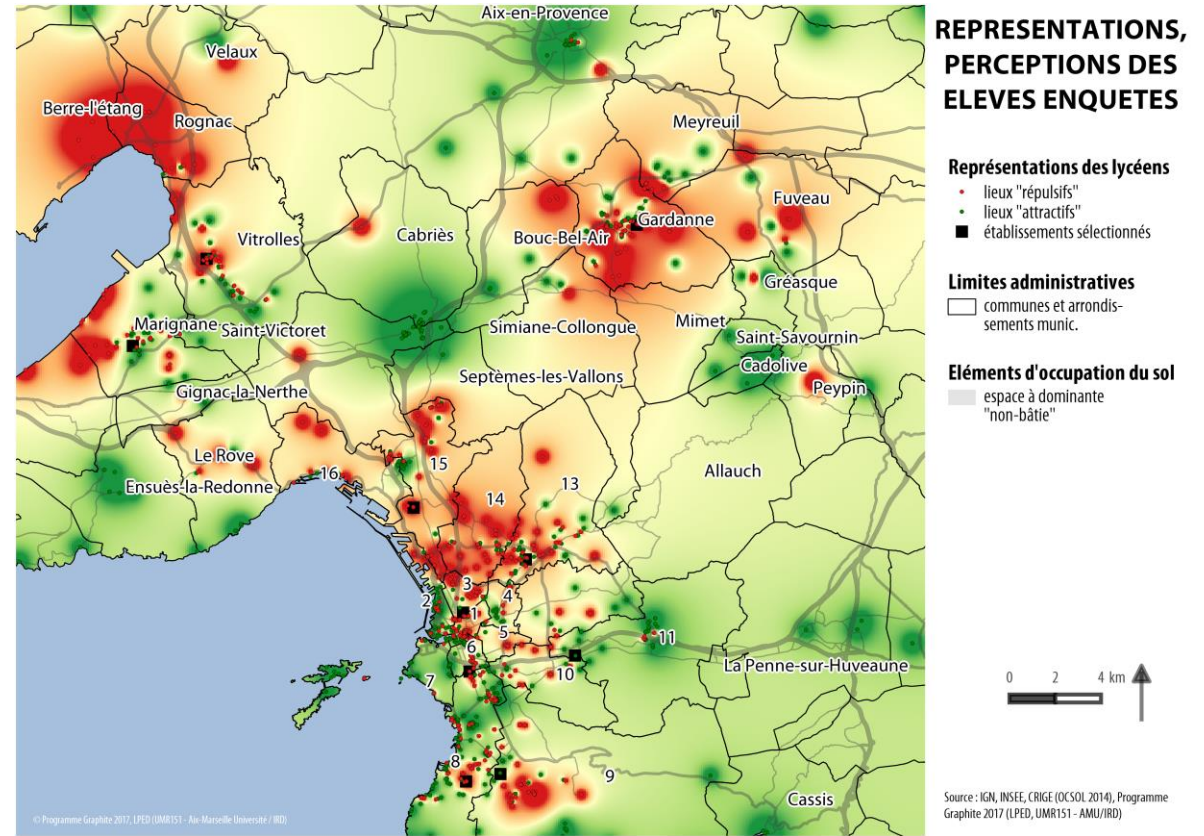 Aix-en-Provence
Velaux
Berre-l'étang
Rognac
Meyreuil
Fuveau
Gardanne
Vitrolles
Cabriès
Bouc-Bel-Air
Gréasque
Marignane
Saint-Victoret
Simiane-Collongue
Mimet
Saint-Savournin
Cadolive
Septèmes-les-Vallons
Peypin
Gignac-la-Nerthe
Le Rove
15
Allauch
16
Ensuès-la-Redonne
14
13
3
4
2
1
5
6
11
7
10
La Penne-sur-Huveaune
8
9
Cassis
© Programme Graphite 2017, LPED (UMR151 - Aix-Marseille Université / IRD)
REPRESENTATIONS,
PERCEPTIONS DES
ELEVES ENQUETES
Représentations des lycéens
lieux "répulsifs"
lieux "attractifs"
établissements sélectionnés
Limites administratives
communes et arrondis-
sements munic.
Eléments d'occupation du sol
espace à dominante
"non-bâtie"
0 2 4 km
Source : IGN, INSEE, CRIGE (OCSOL 2014), Programme
Graphite 2017 (LPED, UMR151 - AMU/IRD)